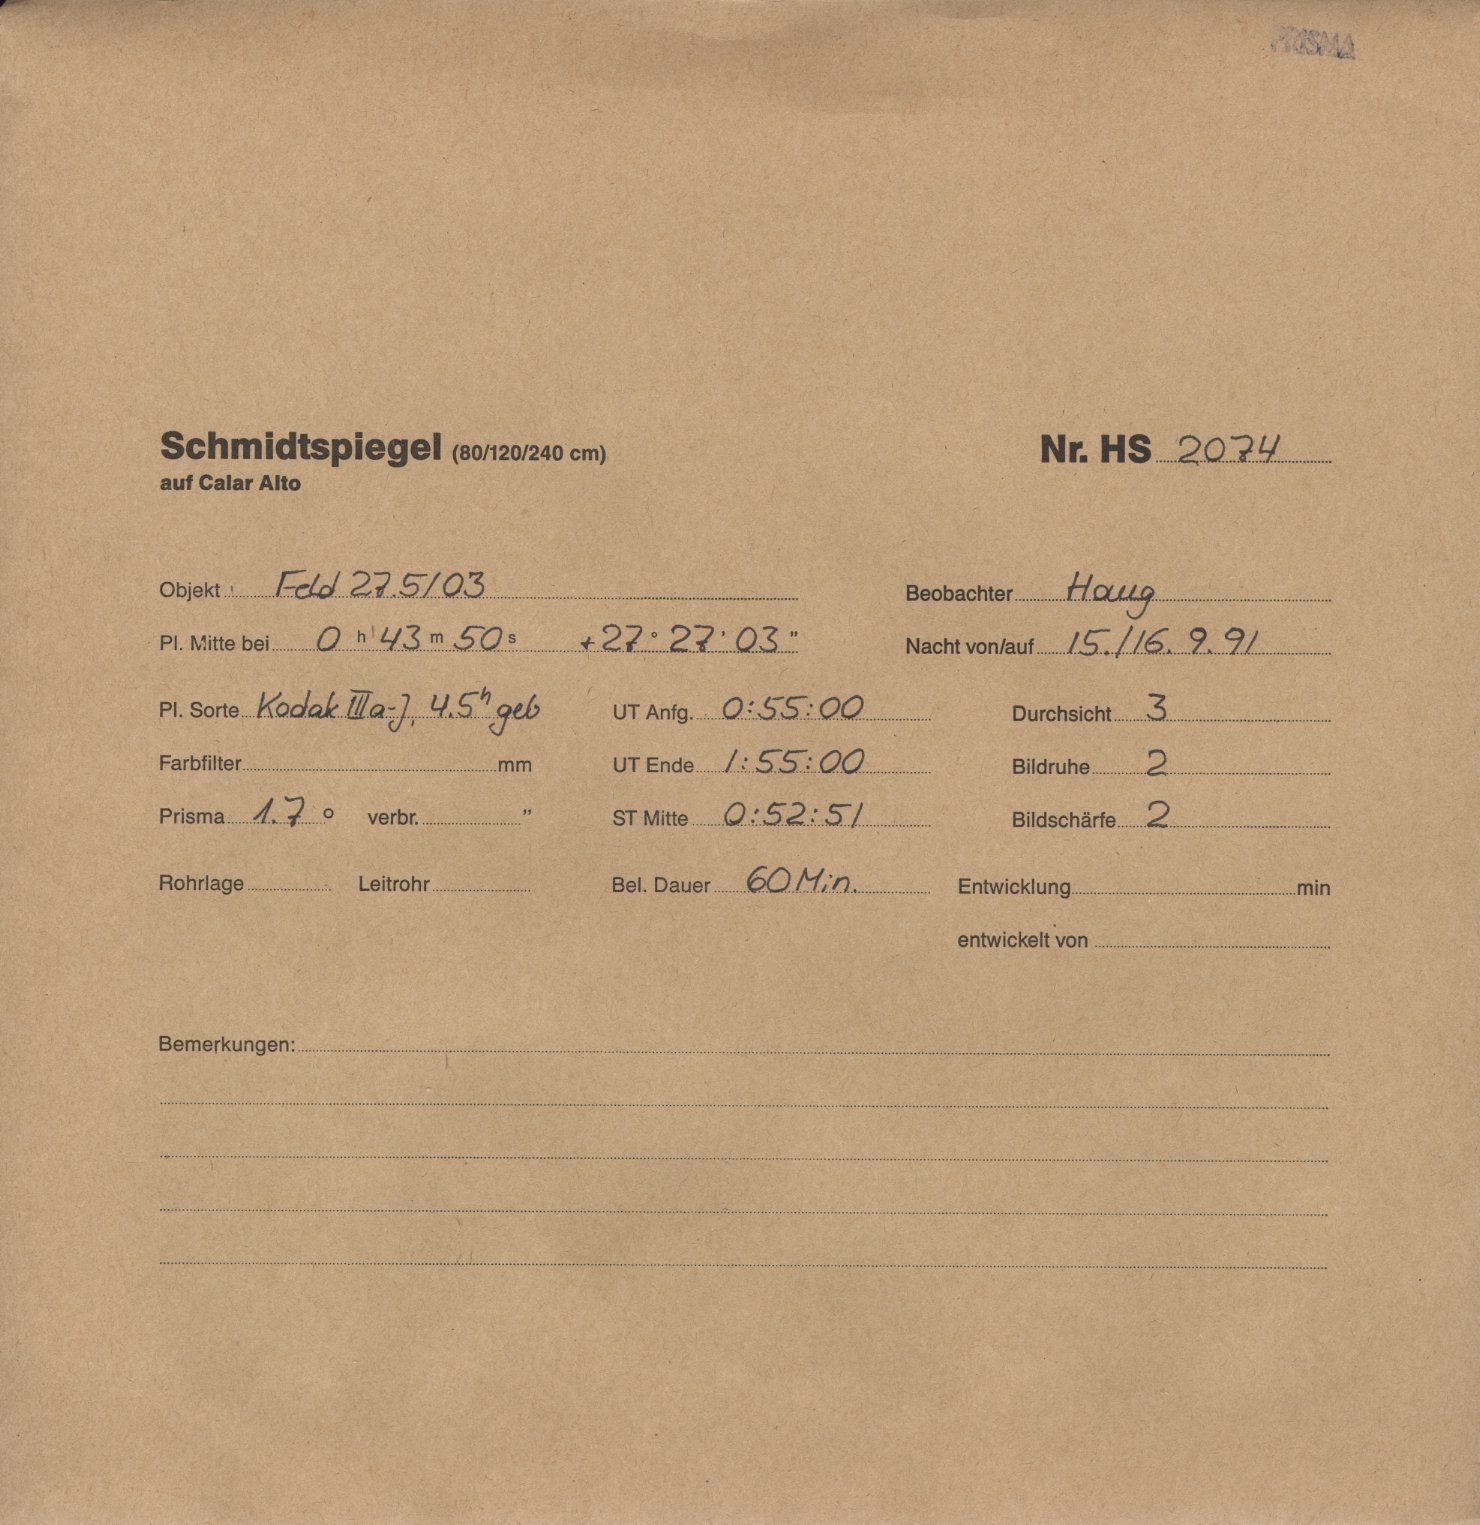 PRISMA
Schmidtspiegel (80/120/240 cm) Nr. HS 2074
auf Calar Alto
Objekt Feld 27.5/03 Beobachter Haug
Pl. Mitte bei 0 h 43 m 50 s +27° 27' 03" Nacht von/auf 15./16. 9. 91
Pl. Sorte Kodak IIIa-J, 4.5h geb UT Anfg. 0:55:00 Durchsicht 3
Farbfilter mm UT Ende 1:55:00 Bildruhe 2
Prisma 1.7 ° verbr. " ST Mitte 0:52:51 Bildschärfe 2
Rohrlage Leitrohr Bel. Dauer 60 Min. Entwicklung min
entwickelt von
Bemerkungen: